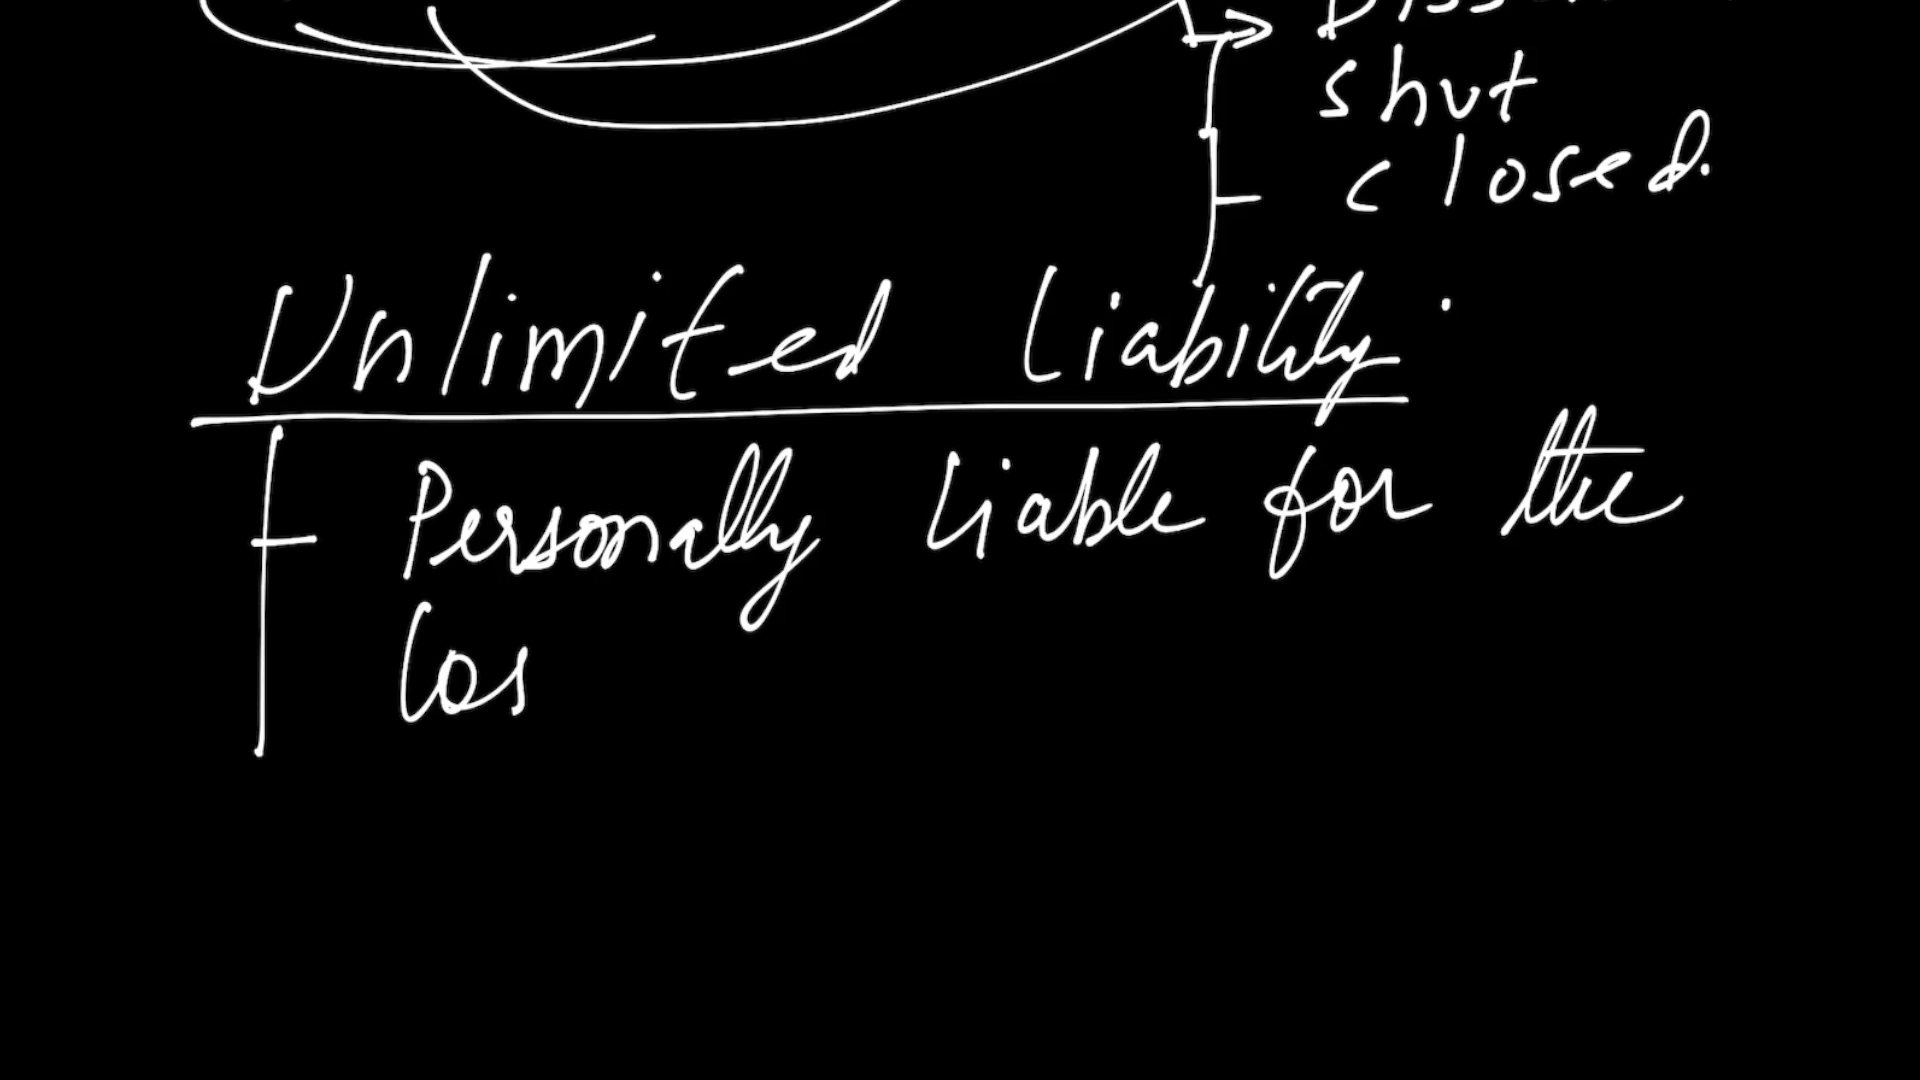 shut
closed.
Unlimited Liability
Personally Liable for the
Los